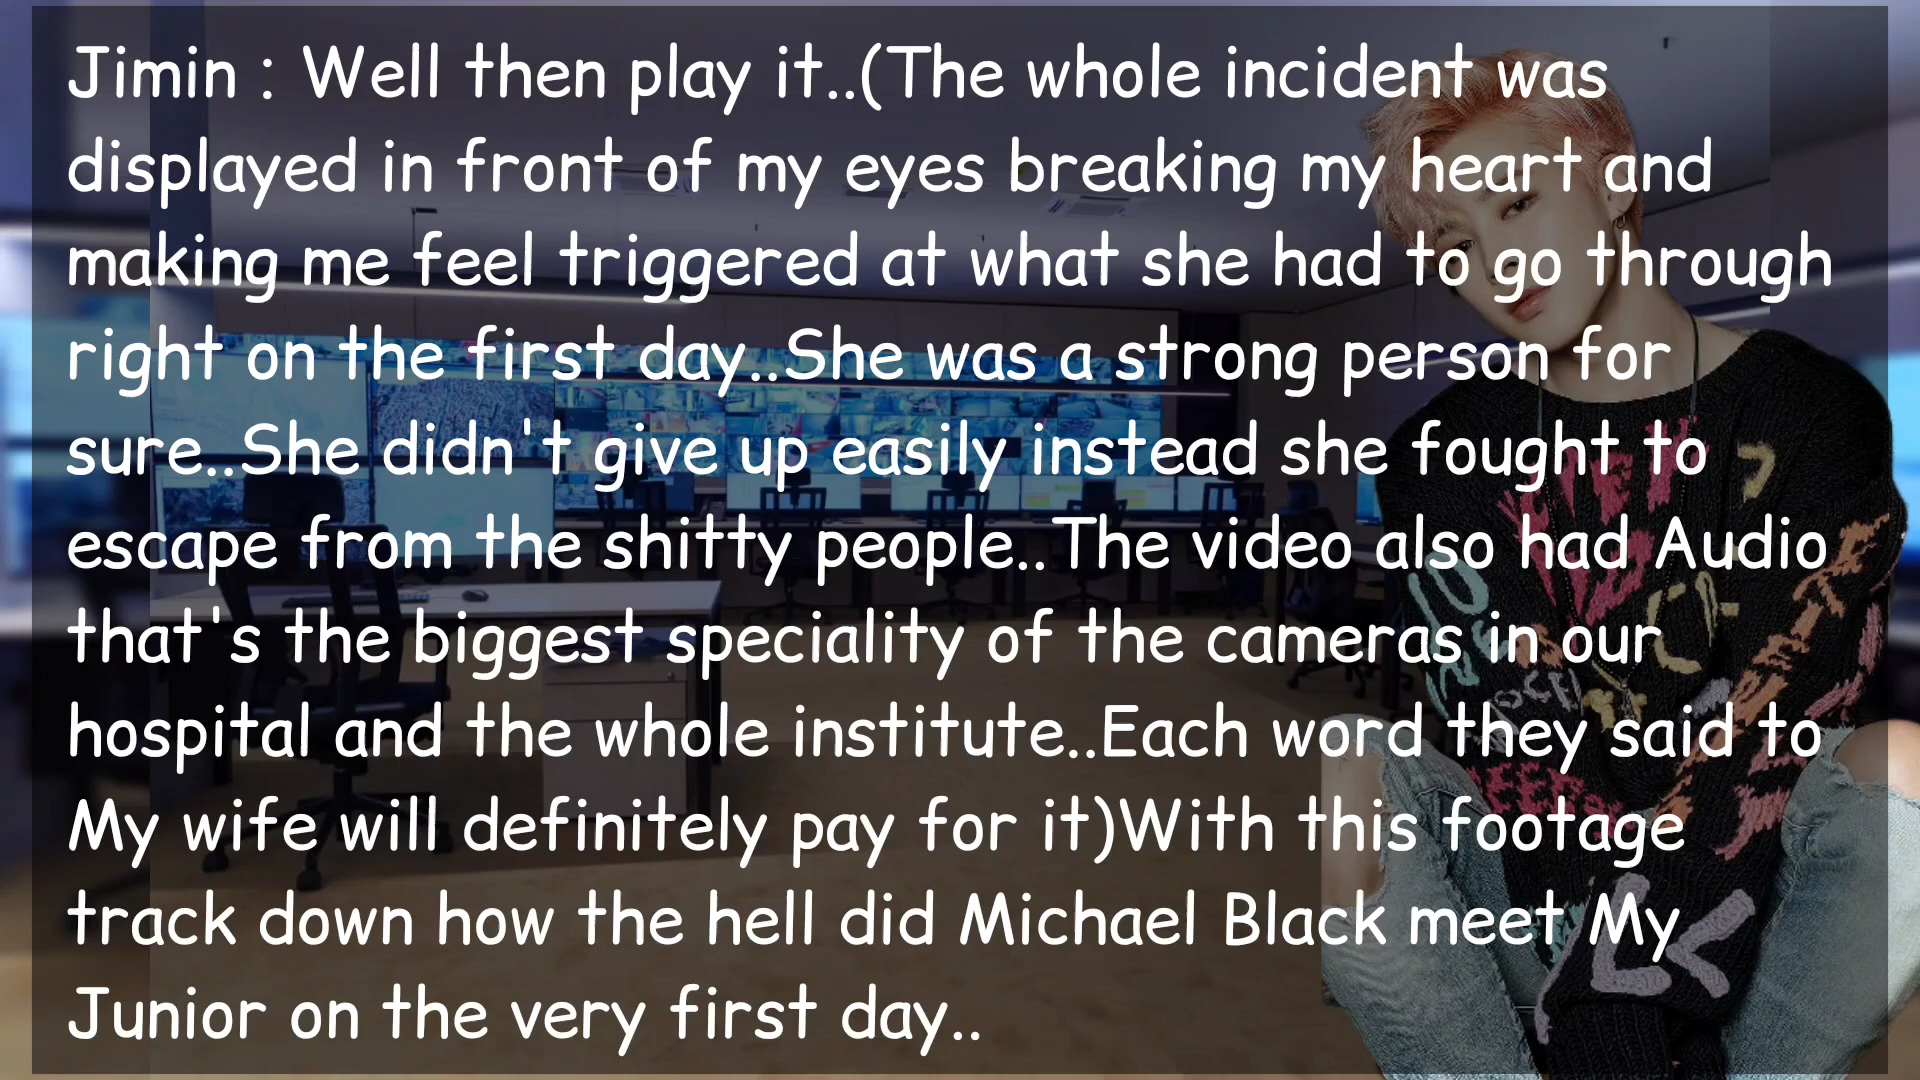 Jimin : Well then play it..(The whole incident was
displayed in front of my eyes breaking my heart and
making me feel triggered at what she had to go through
right on the first day..She was a strong person for
sure..She didn't give up easily instead she fought to
escape from the shitty people..The video also had Audio
that's the biggest speciality of the cameras in our
hospital and the whole institute..Each word they said to
My wife will definitely pay for it)With this footage
track down how the hell did Michael Black meet My
Junior on the very first day..